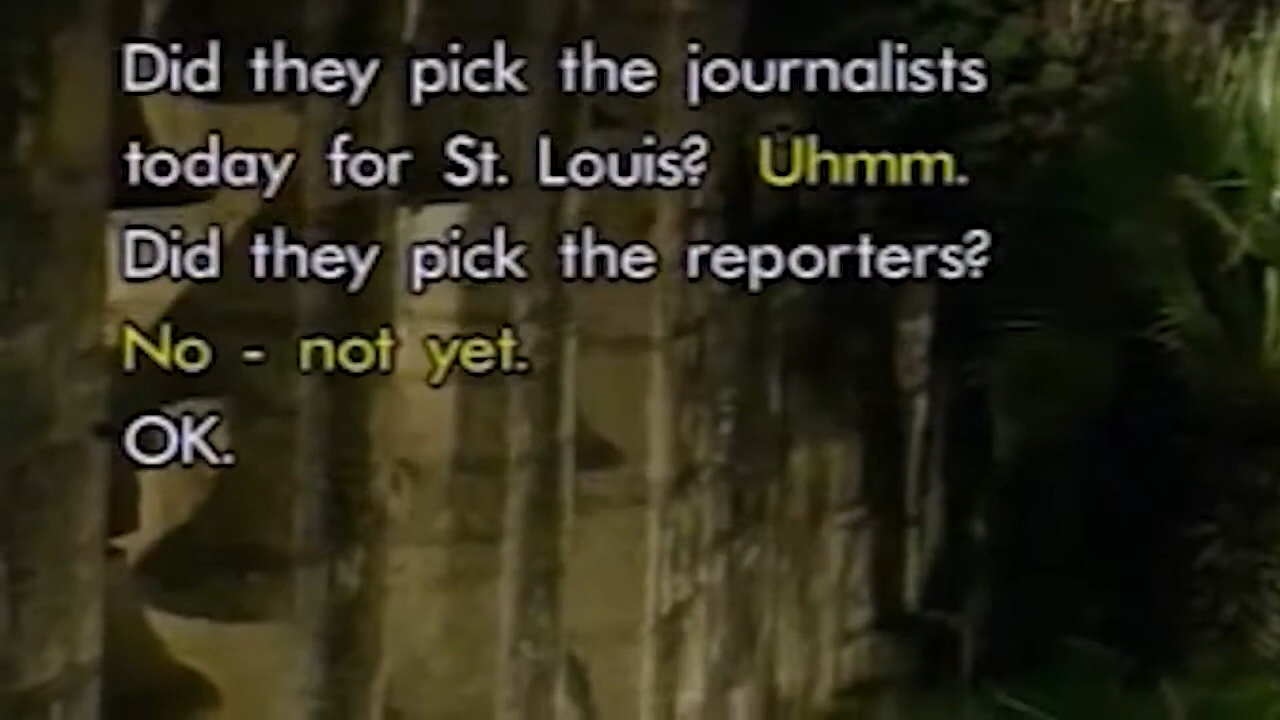 Did they pick the journalists
today for St. Louis? Uhmm.
Did they pick the reporters?
No - not yet.
OK.